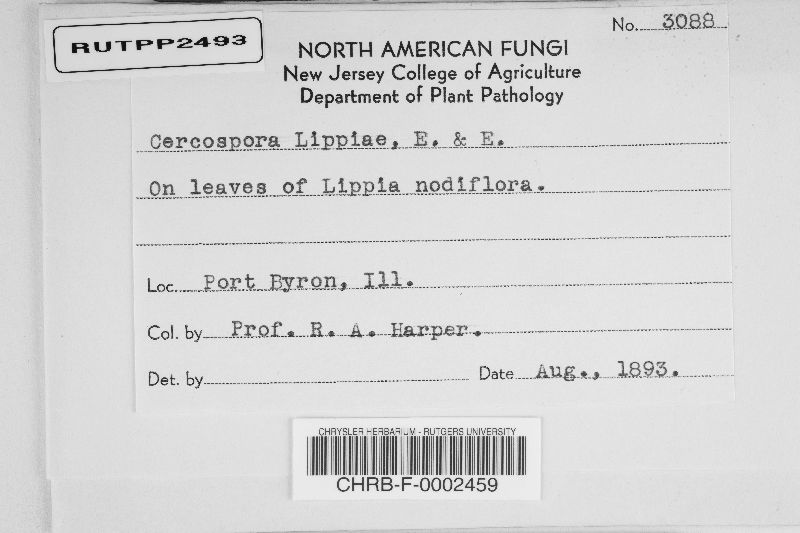 RUTPP2493
No. 3088
NORTH AMERICAN FUNGI
New Jersey College of Agriculture
Department of Plant Pathology
Cercospora Lippiae, E. & E.
On leaves of Lippia nodiflora.
Loc. Port Byron, Ill.
Col. by Prof. R. A. Harper.
Det. by Date Aug., 1893.
CHRYSLER HERBARIUM - RUTGERS UNIVERSITY
CHRB-F-0002459